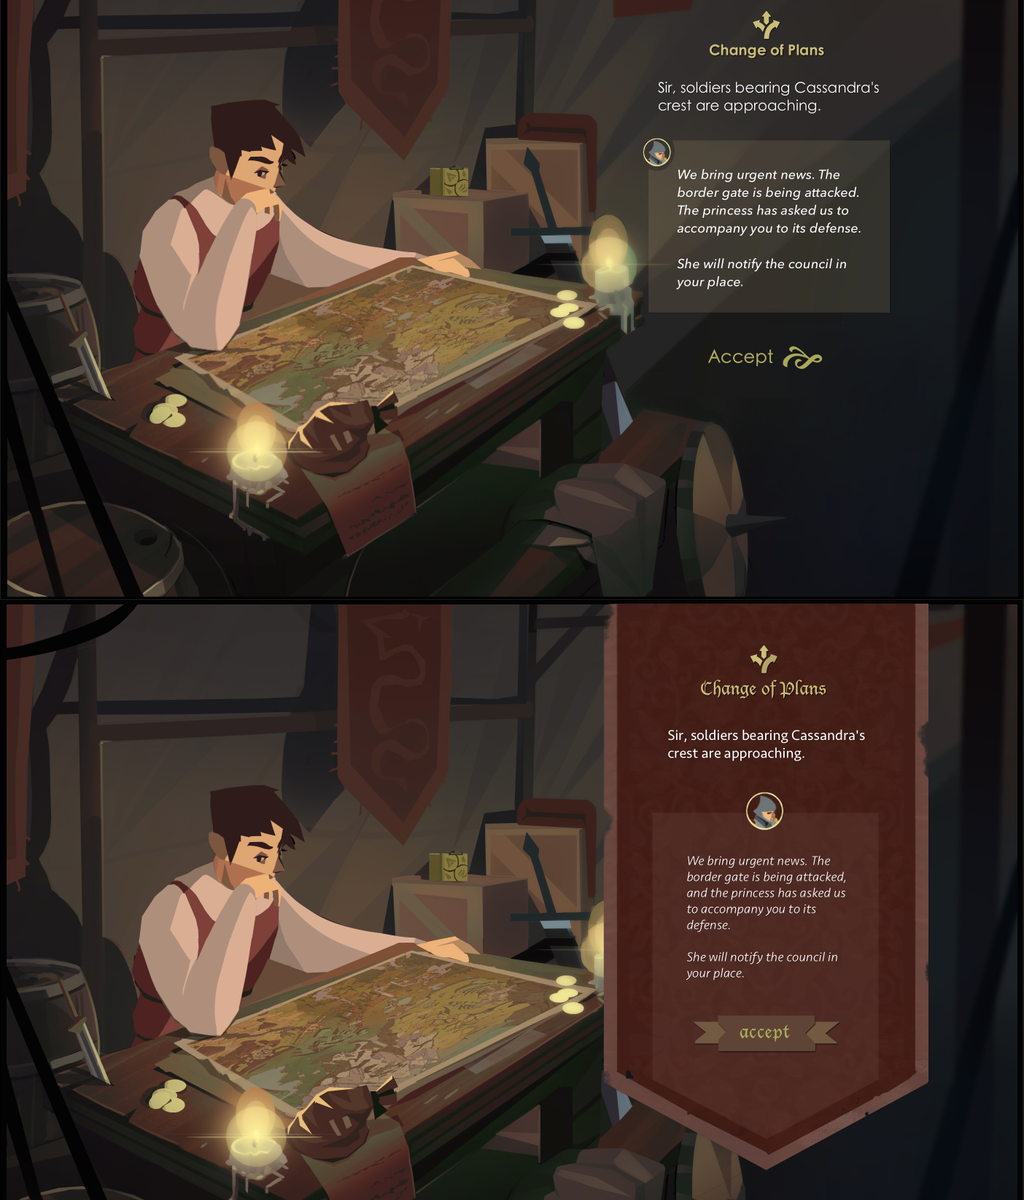 Change of Plans
Sir, soldiers bearing Cassandra's
crest are approaching.
We bring urgent news. The
border gate is being attacked.
The princess has asked us to
accompany you to its defense.
She will notify the council in
your place.
Accept
Change of Plans
Sir, soldiers bearing Cassandra's
crest are approaching.
We bring urgent news. The
border gate is being attacked,
and the princess has asked us
to accompany you to its
defense.
She will notify the council in
your place.
accept